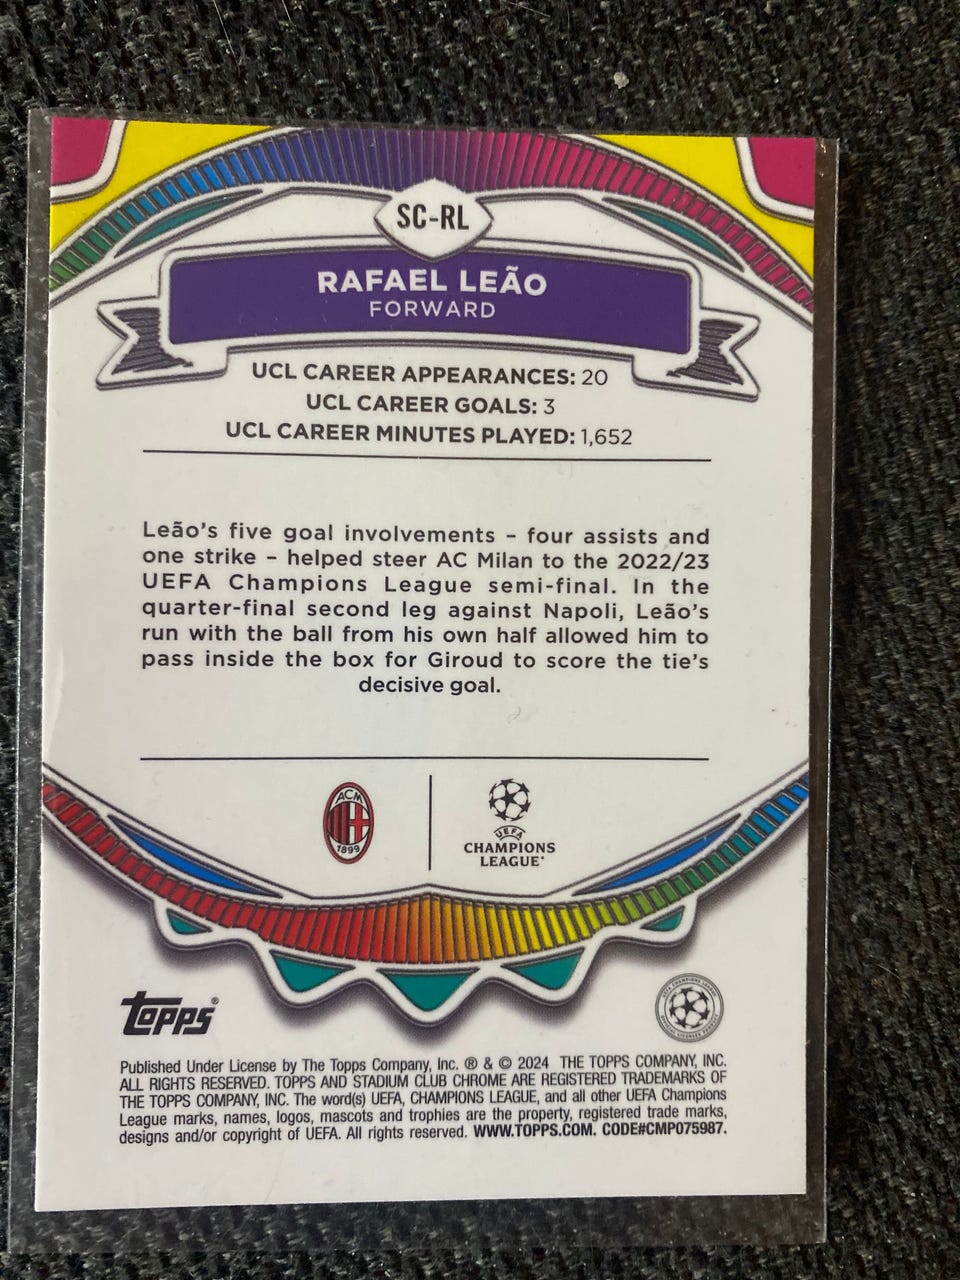 SC-RL
RAFAEL LEÃO
FORWARD
UCL CAREER APPEARANCES: 20
UCL CAREER GOALS: 3
UCL CAREER MINUTES PLAYED: 1,652
Leão's five goal involvements – four assists and
one strike – helped steer AC Milan to the 2022/23
UEFA Champions League semi-final. In the
quarter-final second leg against Napoli, Leão's
run with the ball from his own half allowed him to
pass inside the box for Giroud to score the tie's
decisive goal.
ACM
1899
UEFA
CHAMPIONS
LEAGUE®
Topps®
Published Under License by The Topps Company, Inc. ® & © 2024 THE TOPPS COMPANY, INC.
ALL RIGHTS RESERVED. TOPPS AND STADIUM CLUB CHROME ARE REGISTERED TRADEMARKS OF
THE TOPPS COMPANY, INC. The word(s) UEFA, CHAMPIONS LEAGUE, and all other UEFA Champions
League marks, names, logos, mascots and trophies are the property, registered trade marks,
designs and/or copyright of UEFA. All rights reserved. WWW.TOPPS.COM. CODE#CMP075987.